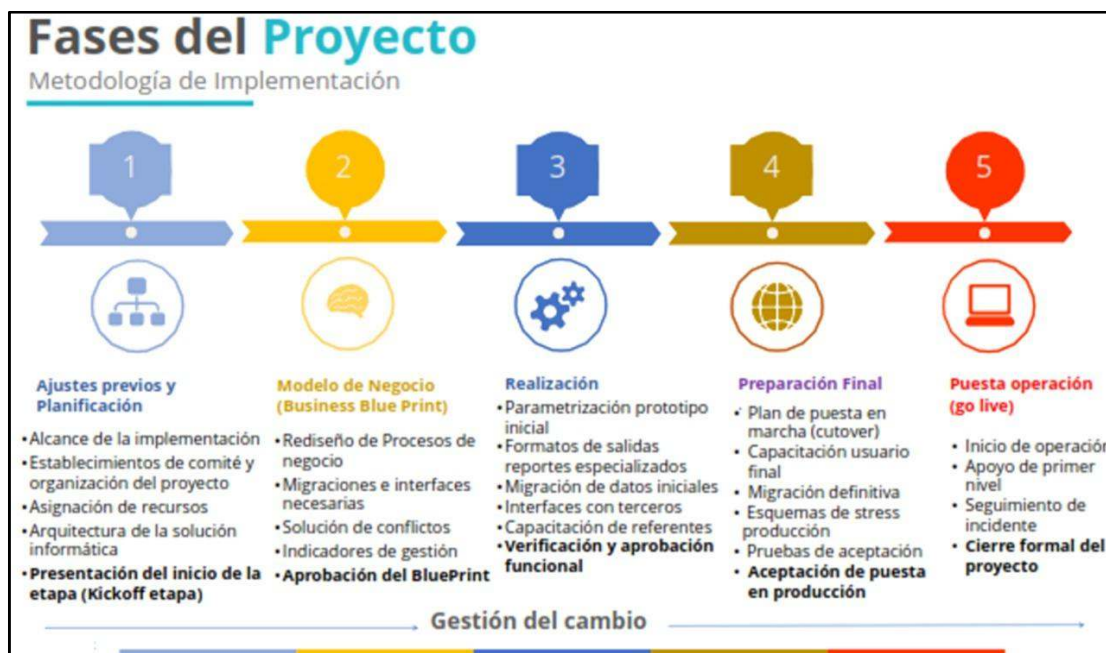 Fases del Proyecto
Metodología de Implementación
1
2
3
4
5
Ajustes previos y
Planificación
•Alcance de la implementación
•Establecimientos de comité y
organización del proyecto
•Asignación de recursos
•Arquitectura de la solución
informática
•Presentación del inicio de la
etapa (Kickoff etapa)
Modelo de Negocio
(Business Blue Print)
•Rediseño de Procesos de
negocio
•Migraciones e interfaces
necesarias
•Solución de conflictos
•Indicadores de gestión
•Aprobación del BluePrint
Realización
•Parametrización prototipo
inicial
•Formatos de salidas
reportes especializados
•Migración de datos iniciales
•Interfaces con terceros
•Capacitación de referentes
•Verificación y aprobación
funcional
Preparación Final
• Plan de puesta en
marcha (cutover)
• Capacitación usuario
final
• Migración definitiva
• Esquemas de stress
producción
• Pruebas de aceptación
• Aceptación de puesta
en producción
Puesta operación
(go live)
• Inicio de operación
• Apoyo de primer
nivel
• Seguimiento de
incidente
• Cierre formal del
proyecto
Gestión del cambio